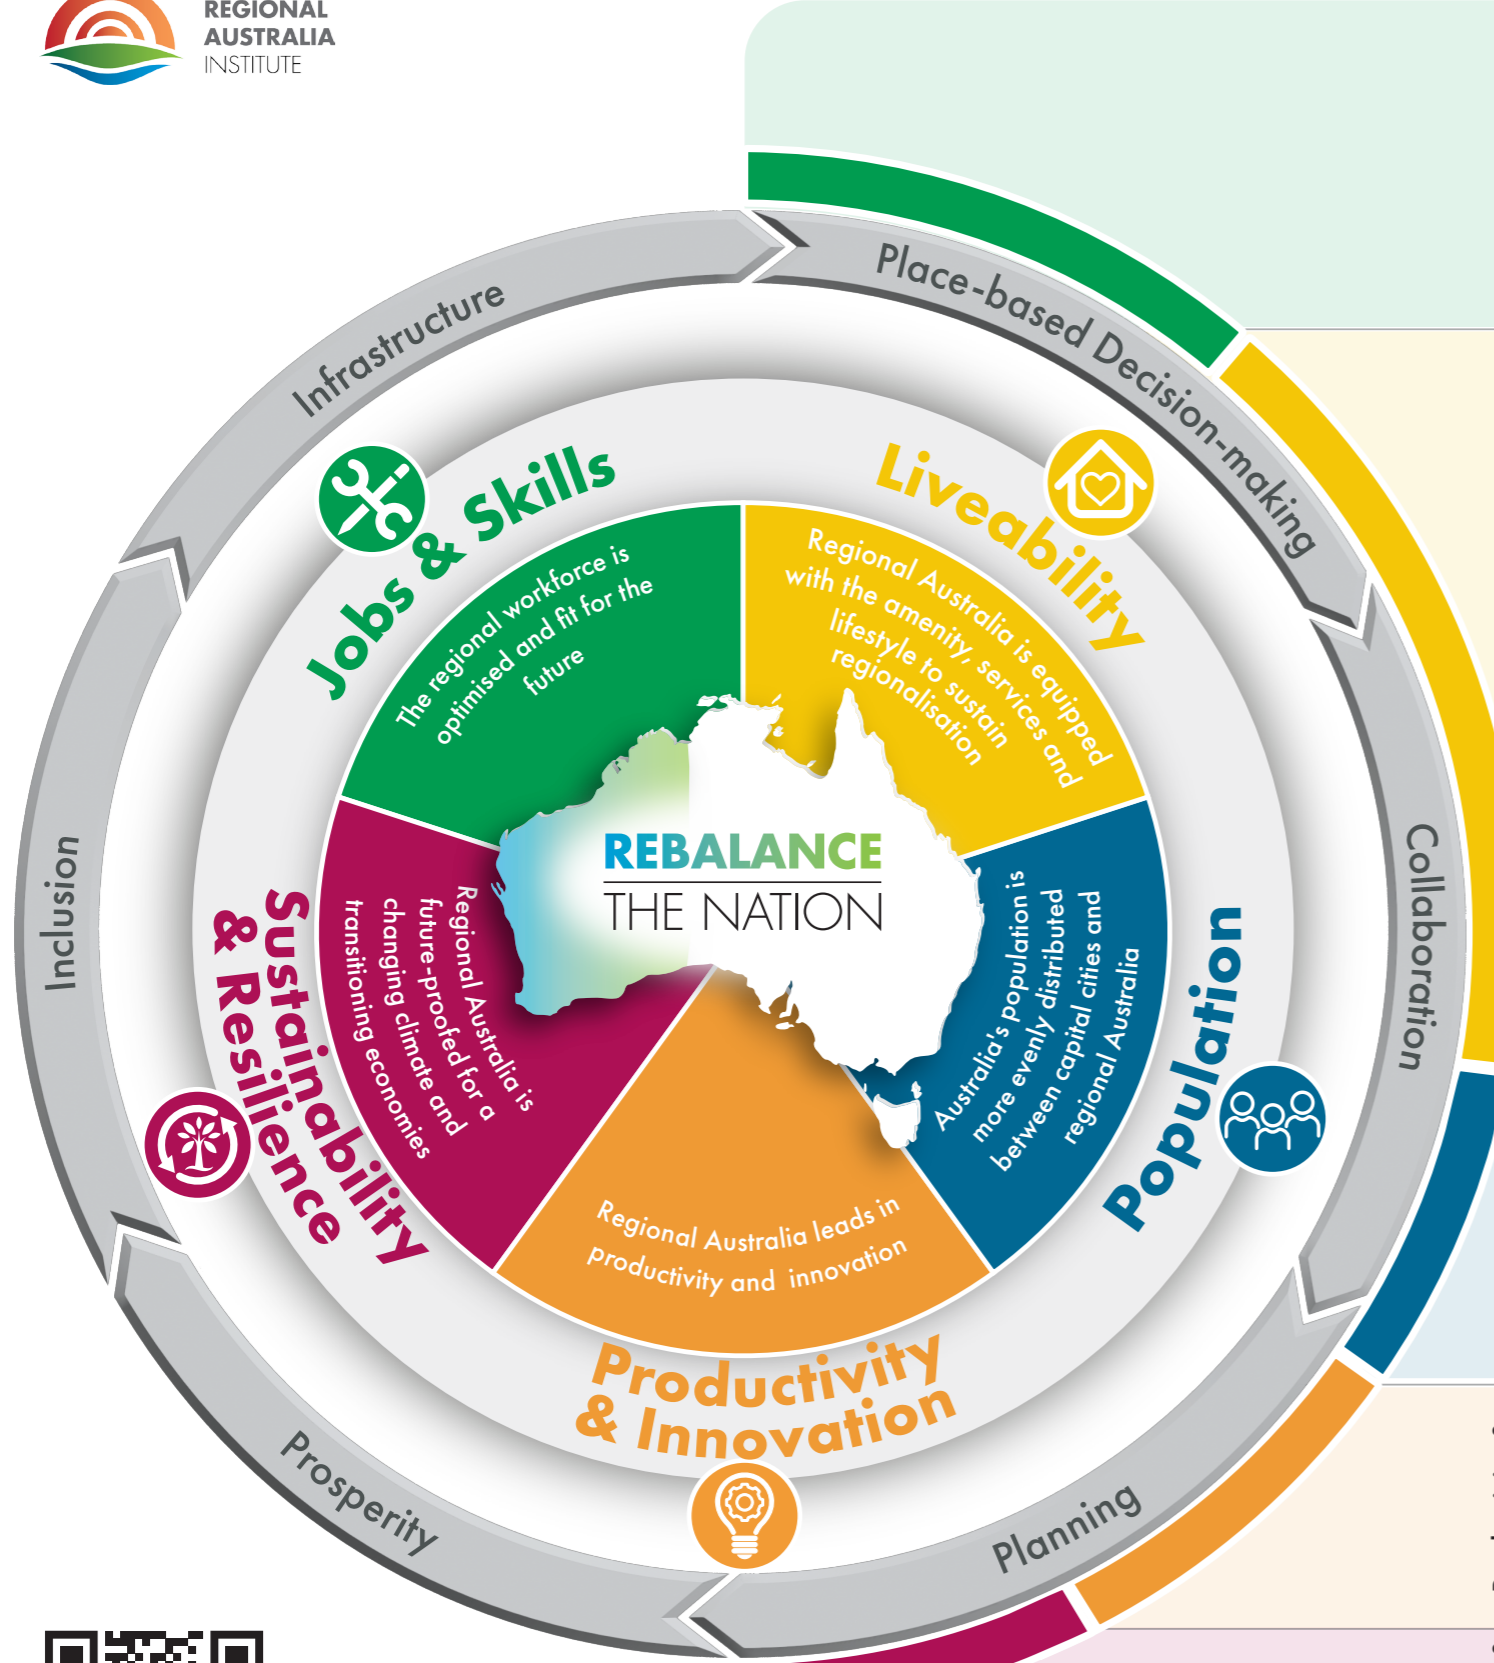 REGIONAL
AUSTRALIA
INSTITUTE
Infrastructure
Place-based Decision-making
Collaboration
Planning
Prosperity
Inclusion
Jobs & Skills
The regional workforce is
optimised and fit for the
future
Liveability
Regional Australia is equipped
with the amenity, services and
lifestyle to sustain
regionalisation
REBALANCE
THE NATION
Population
Australia's population is
more evenly distributed
between capital cities and
regional Australia
Productivity
& Innovation
Regional Australia leads in
productivity and innovation
Sustainability
& Resilience
Regional Australia is
future-proofed for a
changing climate and
transitioning economies